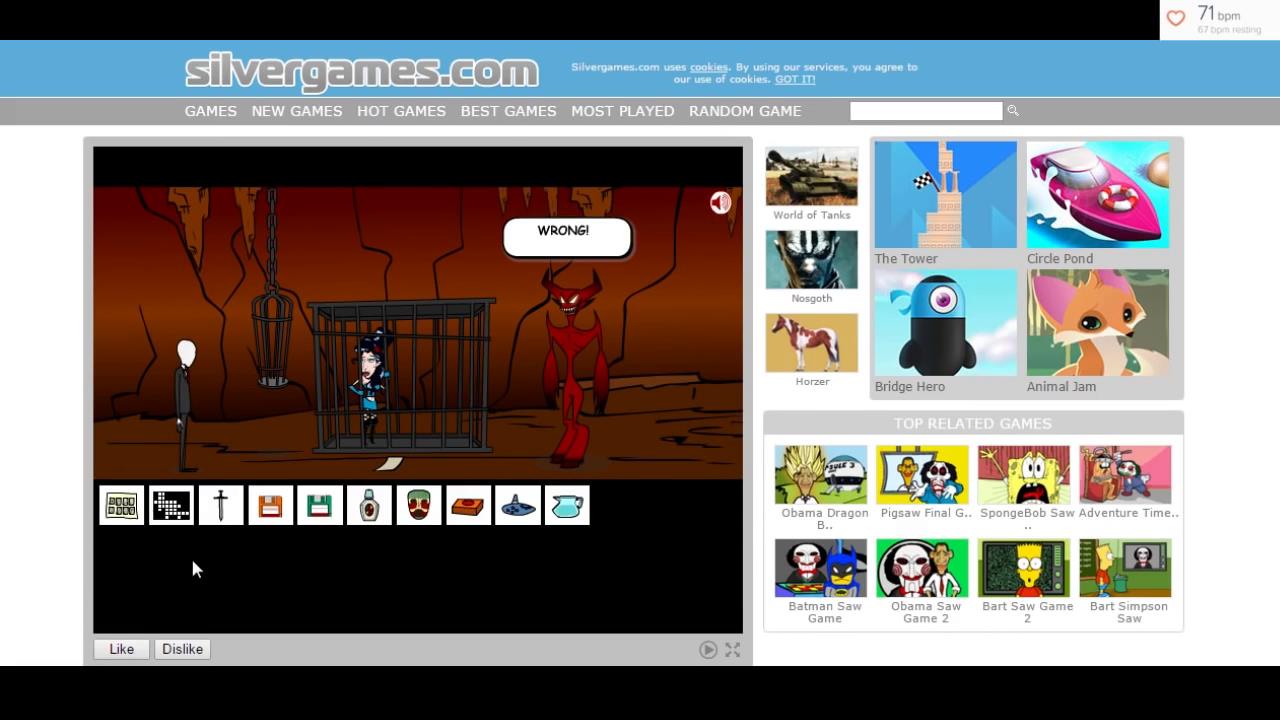 71 bpm
67 bpm resting
silvergames.com
Silvergames.com uses cookies. By using our services, you agree to
our use of cookies. GOT IT!
GAMES NEW GAMES HOT GAMES BEST GAMES MOST PLAYED RANDOM GAME
WRONG!
World of Tanks
Nosgoth
Horzer
The Tower
Circle Pond
Bridge Hero
Animal Jam
TOP RELATED GAMES
Obama Dragon
B..
Pigsaw Final G..
SpongeBob Saw
..
Adventure Time..
Batman Saw
Game
Obama Saw
Game 2
Bart Saw Game
2
Bart Simpson
Saw
Like Dislike